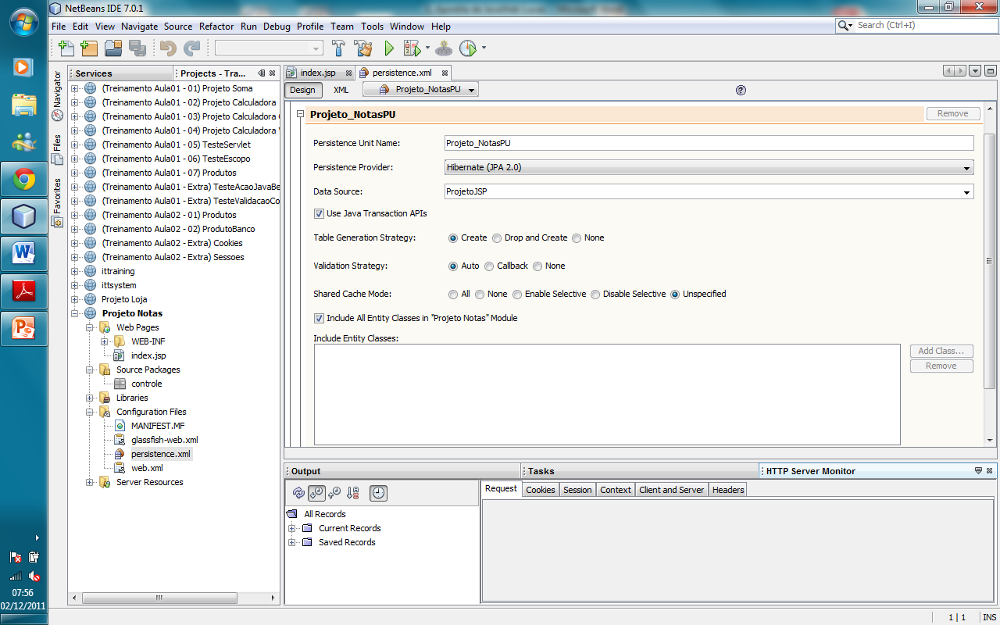 NetBeans IDE 7.0.1
File Edit View Navigate Source Refactor Run Debug Profile Team Tools Window Help
Search (Ctrl+I)
Navigator
Files
Favorites
Services
Projects - Tra...
(Treinamento Aula01 - 01) Projeto Soma
(Treinamento Aula01 - 02) Projeto Calculadora
(Treinamento Aula01 - 03) Projeto Calculadora
(Treinamento Aula01 - 04) Projeto Calculadora
(Treinamento Aula01 - 05) TesteServlet
(Treinamento Aula01 - 06) TesteEscopo
(Treinamento Aula01 - 07) Produtos
(Treinamento Aula01 - Extra) TesteAcaoJavaBe
(Treinamento Aula01 - Extra) TesteValidacaoCo
(Treinamento Aula02 - 01) Produtos
(Treinamento Aula02 - 02) ProdutoBanco
(Treinamento Aula02 - Extra) Cookies
(Treinamento Aula02 - Extra) Sessoes
ittraining
ittsystem
Projeto Loja
Projeto Notas
Web Pages
WEB-INF
index.jsp
Source Packages
controle
Libraries
Configuration Files
MANIFEST.MF
glassfish-web.xml
persistence.xml
web.xml
Server Resources
index.jsp
persistence.xml
Design XML Projeto_NotasPU
Projeto_NotasPU
Remove
Persistence Unit Name: Projeto_NotasPU
Persistence Provider: Hibernate (JPA 2.0)
Data Source: ProjetoJSP
Use Java Transaction APIs
Table Generation Strategy: Create Drop and Create None
Validation Strategy: Auto Callback None
Shared Cache Mode: All None Enable Selective Disable Selective Unspecified
Include All Entity Classes in "Projeto Notas" Module
Include Entity Classes:
Add Class...
Remove
Output
Tasks
HTTP Server Monitor
All Records
Current Records
Saved Records
Request Cookies Session Context Client and Server Headers
07:56
02/12/2011
1 | 1 INS